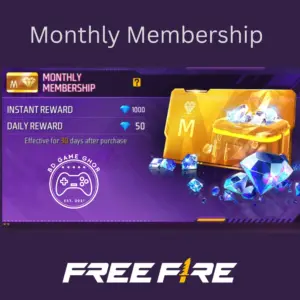 Monthly Membership
M
MONTHLY
MEMBERSHIP
?
INSTANT REWARD 1000
DAILY REWARD 50
Effective for 30 days after purchase
M
BD GAME GHOR
EST. 2021
FREE FIRE